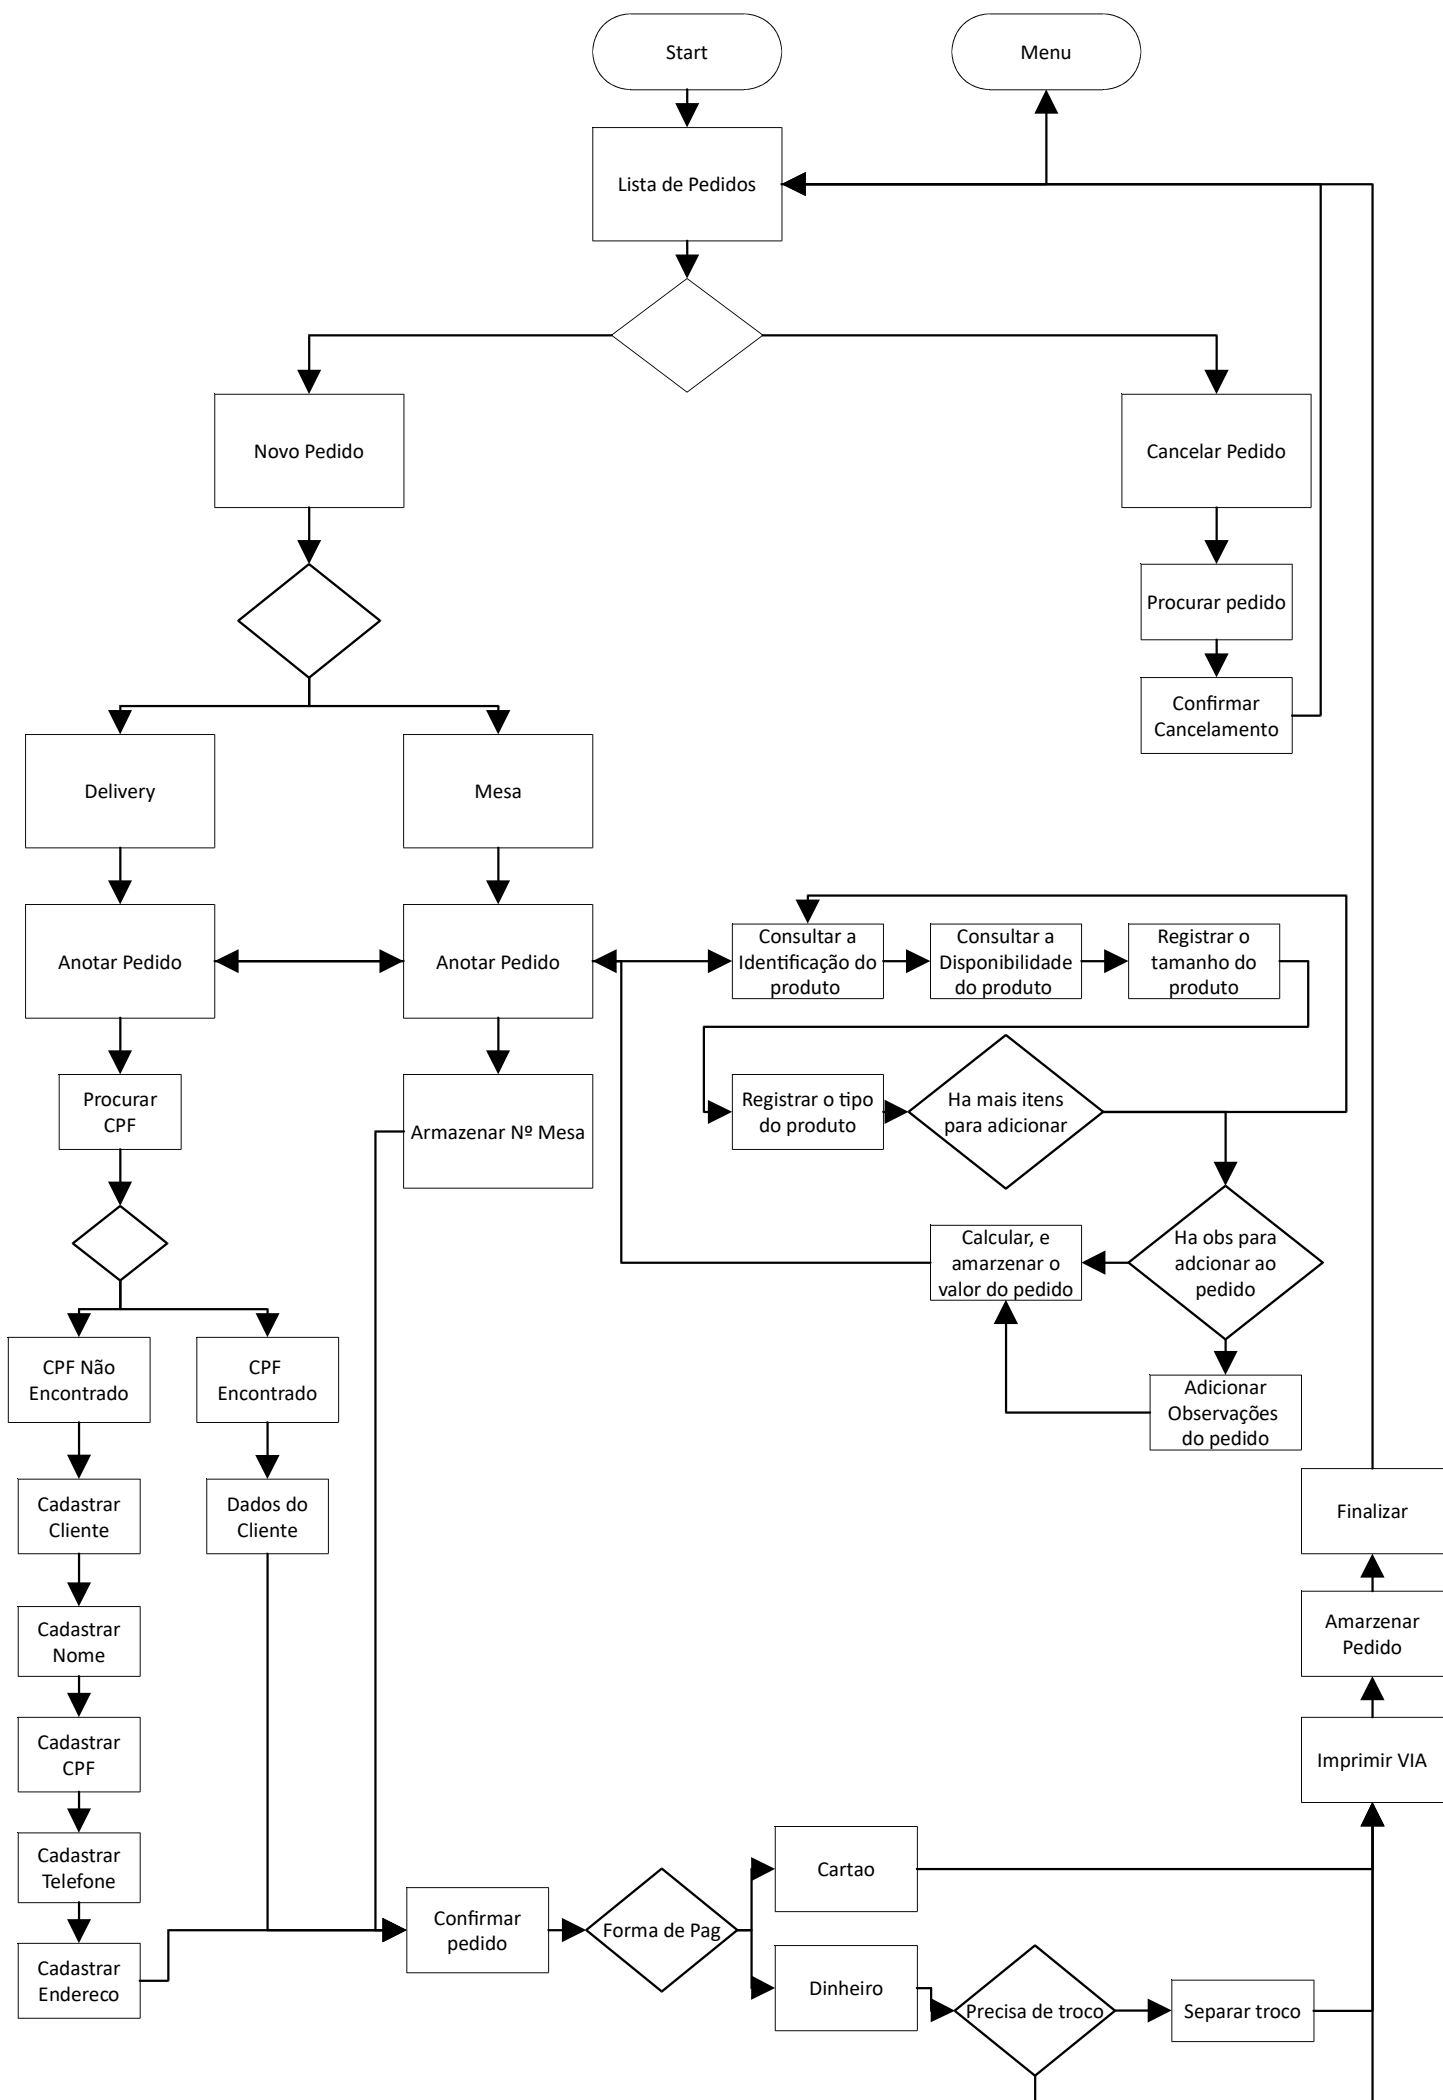 Start
Menu
Lista de Pedidos
Novo Pedido
Cancelar Pedido
Procurar pedido
Confirmar
Cancelamento
Delivery
Mesa
Anotar Pedido
Anotar Pedido
Consultar a
Identificação do
produto
Consultar a
Disponibilidade
do produto
Registrar o
tamanho do
produto
Procurar
CPF
Armazenar Nº Mesa
Registrar o tipo
do produto
Ha mais itens
para adicionar
Calcular, e
amarzenar o
valor do pedido
Ha obs para
adcionar ao
pedido
CPF Não
Encontrado
CPF
Encontrado
Adicionar
Observações
do pedido
Cadastrar
Cliente
Dados do
Cliente
Finalizar
Cadastrar
Nome
Amarzenar
Pedido
Cadastrar
CPF
Imprimir VIA
Cadastrar
Telefone
Cartao
Confirmar
pedido
Forma de Pag
Cadastrar
Endereco
Dinheiro
Precisa de troco
Separar troco